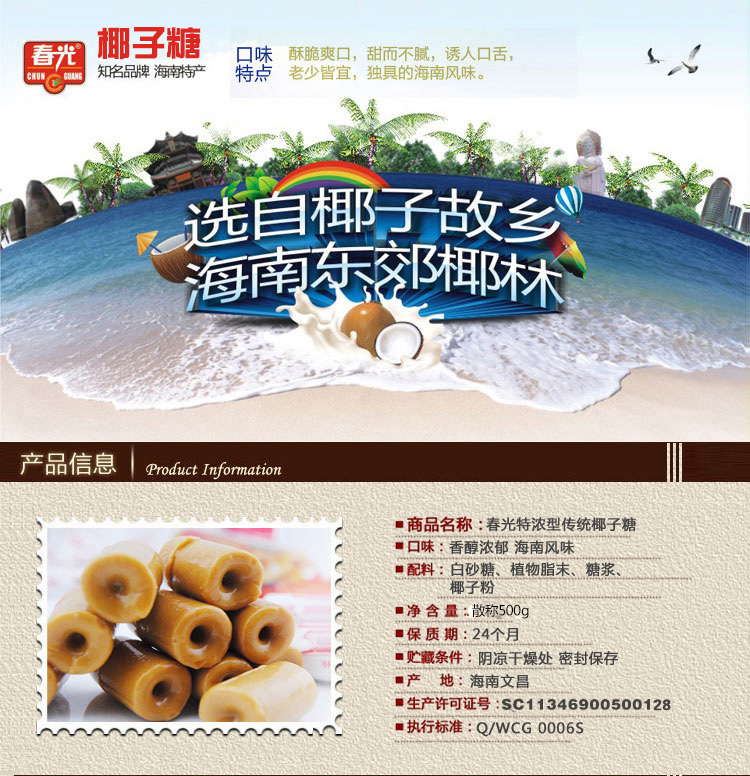 春光
CHUN GUANG
椰子糖
知名品牌 海南特产
口味
特点
酥脆爽口，甜而不腻，诱人口舌，
老少皆宜，独具的海南风味。
选自椰子故乡
海南东郊椰林
产品信息 Product Information
商品名称：春光特浓型传统椰子糖
口味：香醇浓郁 海南风味
配料：白砂糖、植物脂末、糖浆、
椰子粉
净 含 量：散称500g
保 质 期：24个月
贮藏条件：阴凉干燥处 密封保存
产 地：海南文昌
生产许可证号：SC11346900500128
执行标准：Q/WCG 0006S